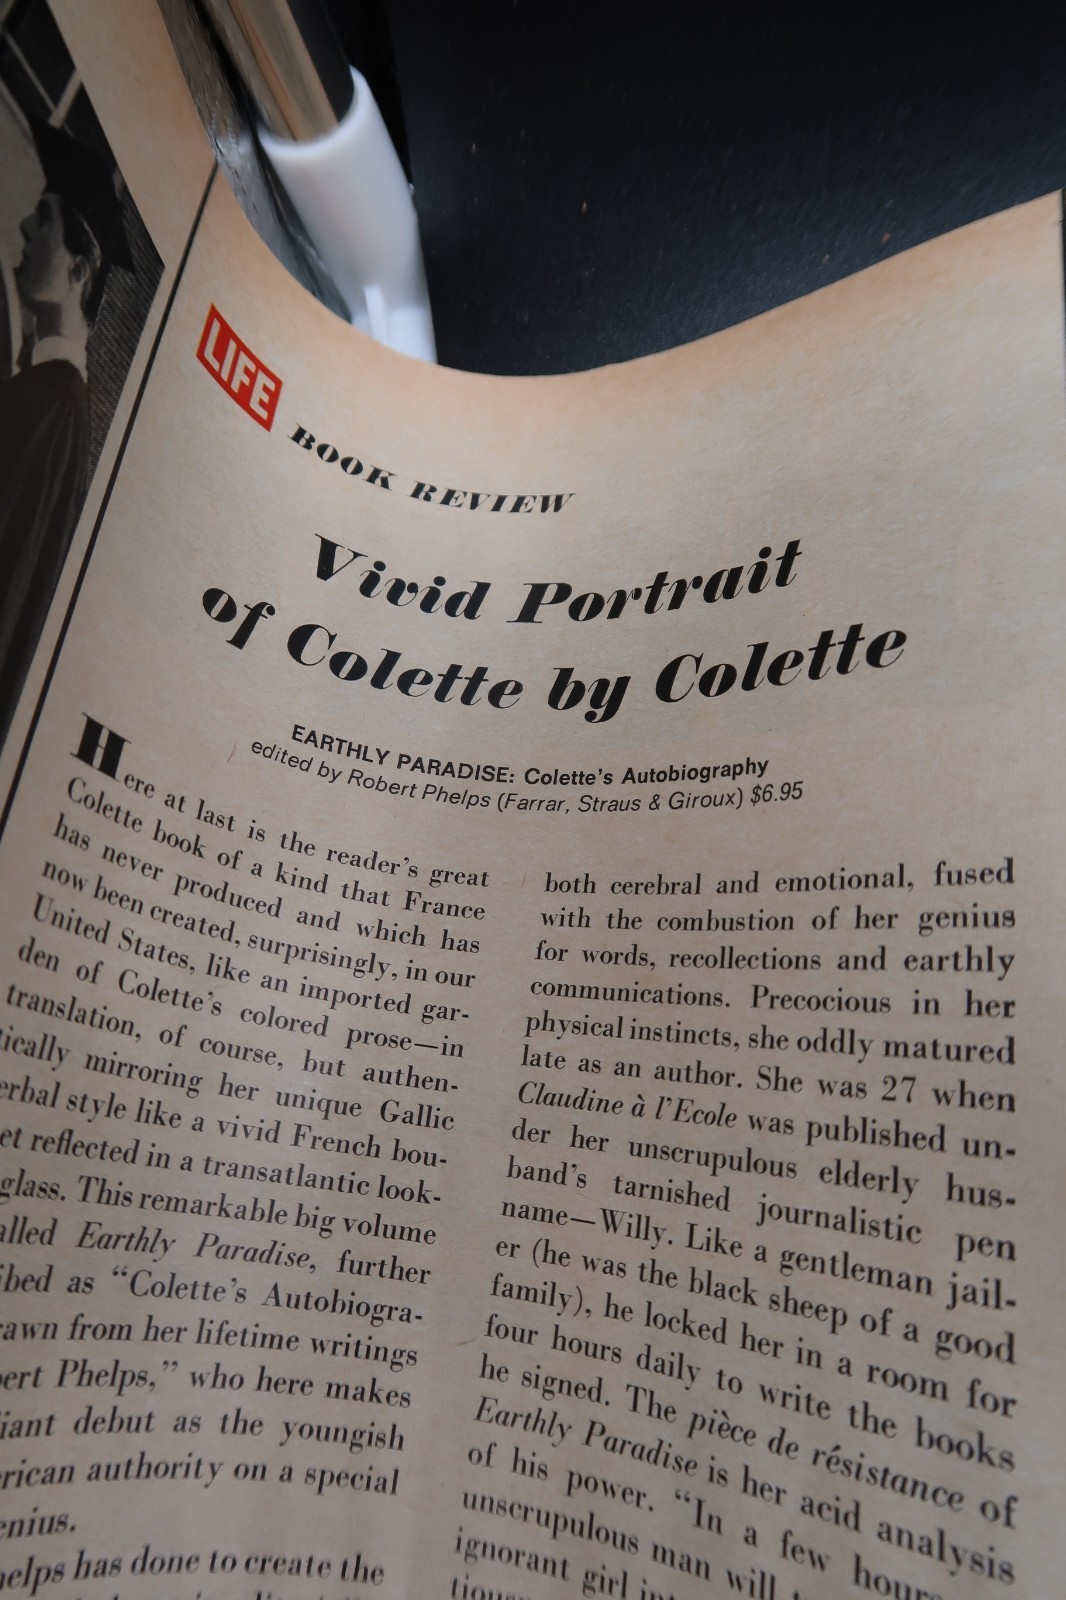 LIFE
BOOK REVIEW
Vivid Portrait
of Colette by Colette
EARTHLY PARADISE: Colette's Autobiography
edited by Robert Phelps (Farrar, Straus & Giroux) $6.95
Here at last is the reader's great
Colette book of a kind that France
has never produced and which has
now been created, surprisingly, in our
United States, like an imported gar-
den of Colette's colored prose—in
translation, of course, but authen-
tically mirroring her unique Gallic
verbal style like a vivid French bou-
et reflected in a transatlantic look-
glass. This remarkable big volume
called Earthly Paradise, further
ibed as “Colette's Autobiogra-
rawn from her lifetime writings
bert Phelps,” who here makes
iant debut as the youngish
erican authority on a special
enius.
helps has done to create the
both cerebral and emotional, fused
with the combustion of her genius
for words, recollections and earthly
communications. Precocious in her
physical instincts, she oddly matured
late as an author. She was 27 when
Claudine à l'Ecole was published un-
der her unscrupulous elderly hus-
band's tarnished journalistic pen
name—Willy. Like a gentleman jail-
er (he was the black sheep of a good
family), he locked her in a room for
four hours daily to write the books
he signed. The pièce de résistance of
Earthly Paradise is her acid analysis
of his power. “In a few hours
unscrupulous man will
ignorant girl